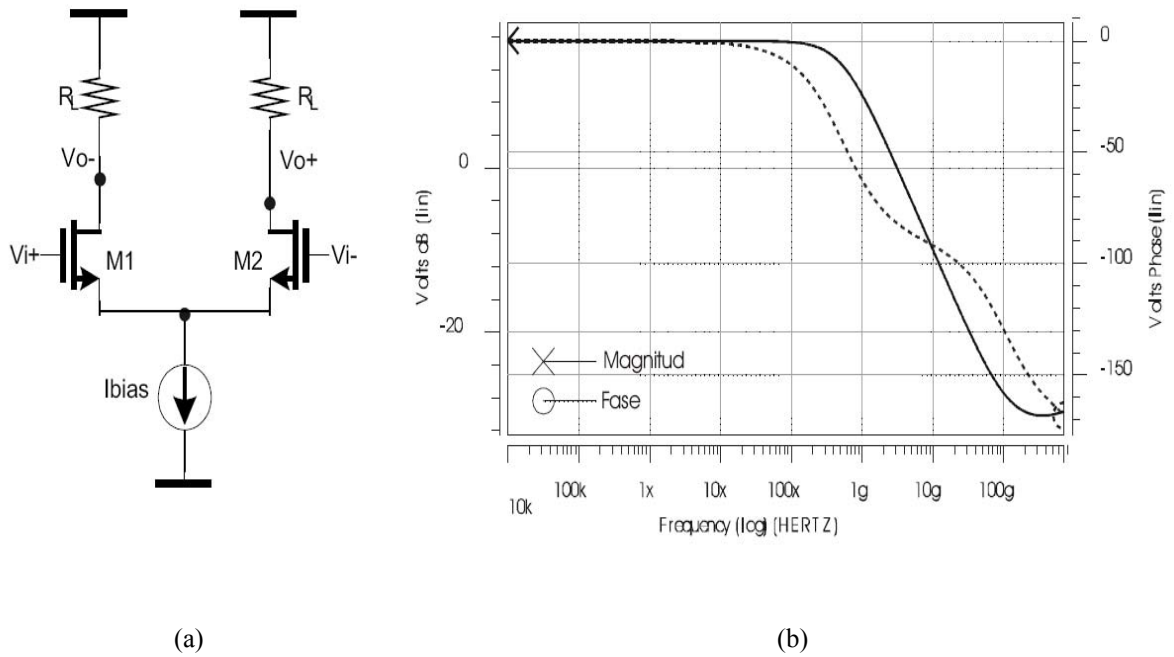 RL
RL
Vo-
Vo+
Vi+
M1
M2
Vi-
Ibias
(a)
Volts dB (lin)
0
-20
Magnitud
Fase
0
-50
-100
-150
Volts Phase (lin)
10k
100k
1x
10x
100x
1g
10g
100g
Frequency (log) (HERTZ)
(b)